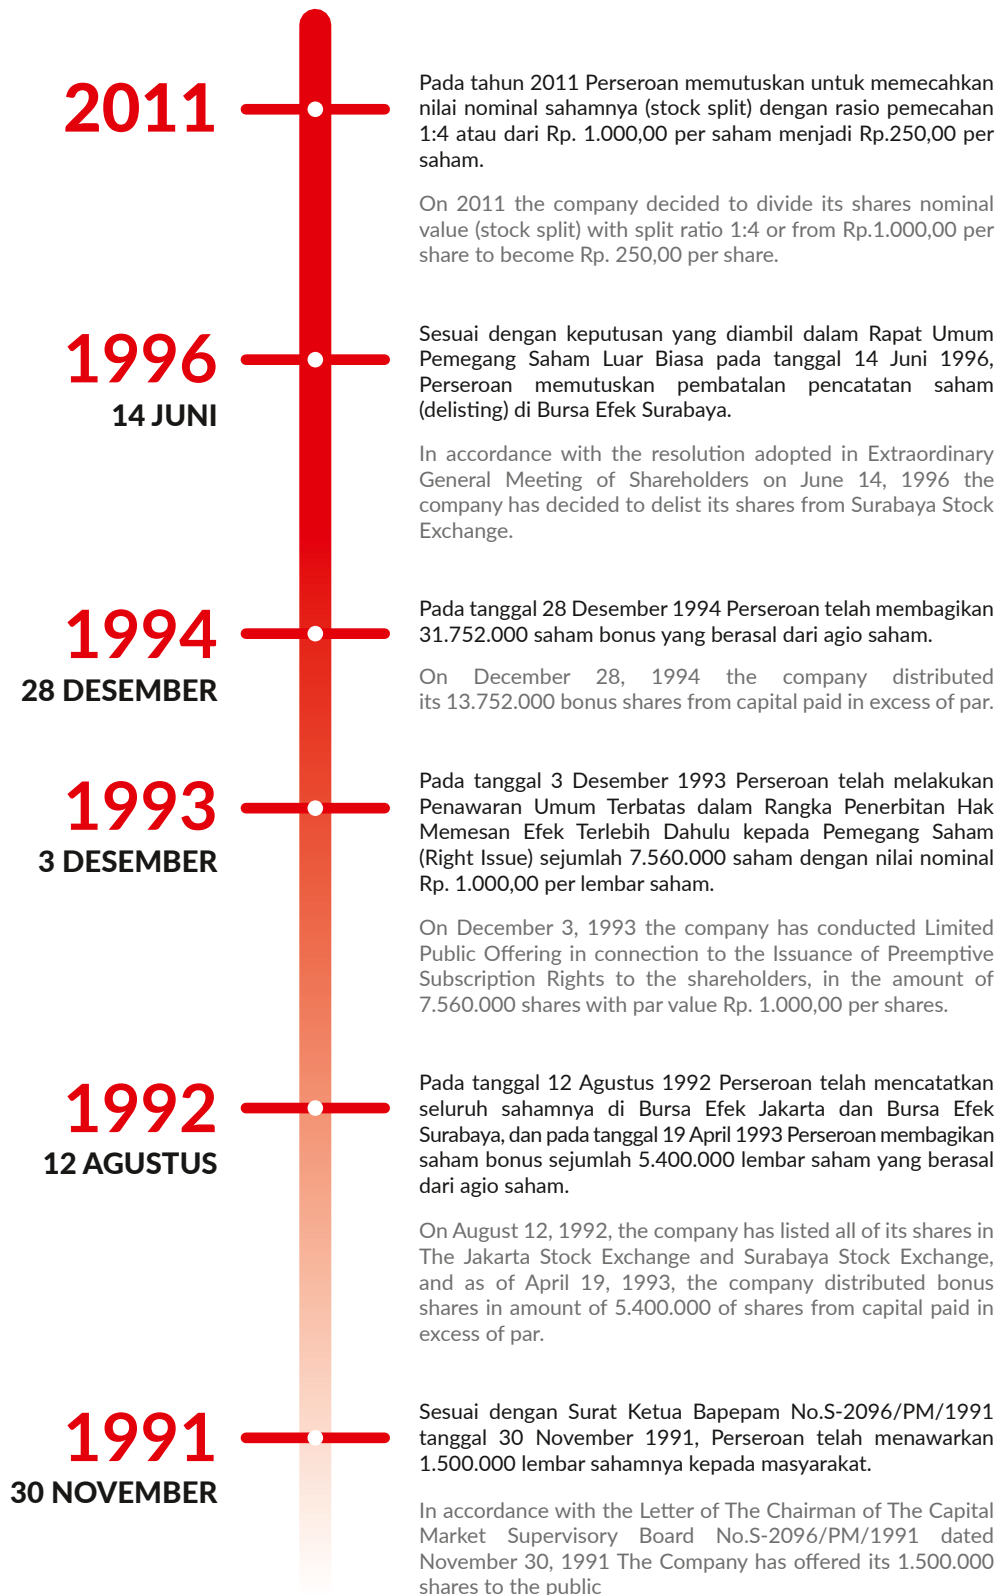 2011
Pada tahun 2011 Perseroan memutuskan untuk memecahkan
nilai nominal sahamnya (stock split) dengan rasio pemecahan
1:4 atau dari Rp. 1.000,00 per saham menjadi Rp.250,00 per
saham.
On 2011 the company decided to divide its shares nominal
value (stock split) with split ratio 1:4 or from Rp.1.000,00 per
share to become Rp. 250,00 per share.
1996
14 JUNI
Sesuai dengan keputusan yang diambil dalam Rapat Umum
Pemegang Saham Luar Biasa pada tanggal 14 Juni 1996,
Perseroan memutuskan pembatalan pencatatan saham
(delisting) di Bursa Efek Surabaya.
In accordance with the resolution adopted in Extraordinary
General Meeting of Shareholders on June 14, 1996 the
company has decided to delist its shares from Surabaya Stock
Exchange.
1994
28 DESEMBER
Pada tanggal 28 Desember 1994 Perseroan telah membagikan
31.752.000 saham bonus yang berasal dari agio saham.
On December 28, 1994 the company distributed
its 13.752.000 bonus shares from capital paid in excess of par.
1993
3 DESEMBER
Pada tanggal 3 Desember 1993 Perseroan telah melakukan
Penawaran Umum Terbatas dalam Rangka Penerbitan Hak
Memesan Efek Terlebih Dahulu kepada Pemegang Saham
(Right Issue) sejumlah 7.560.000 saham dengan nilai nominal
Rp. 1.000,00 per lembar saham.
On December 3, 1993 the company has conducted Limited
Public Offering in connection to the Issuance of Preemptive
Subscription Rights to the shareholders, in the amount of
7.560.000 shares with par value Rp. 1.000,00 per shares.
1992
12 AGUSTUS
Pada tanggal 12 Agustus 1992 Perseroan telah mencatatkan
seluruh sahamnya di Bursa Efek Jakarta dan Bursa Efek
Surabaya, dan pada tanggal 19 April 1993 Perseroan membagikan
saham bonus sejumlah 5.400.000 lembar saham yang berasal
dari agio saham.
On August 12, 1992, the company has listed all of its shares in
The Jakarta Stock Exchange and Surabaya Stock Exchange,
and as of April 19, 1993, the company distributed bonus
shares in amount of 5.400.000 of shares from capital paid in
excess of par.
1991
30 NOVEMBER
Sesuai dengan Surat Ketua Bapepam No.S-2096/PM/1991
tanggal 30 November 1991, Perseroan telah menawarkan
1.500.000 lembar sahamnya kepada masyarakat.
In accordance with the Letter of The Chairman of The Capital
Market Supervisory Board No.S-2096/PM/1991 dated
November 30, 1991 The Company has offered its 1.500.000
shares to the public